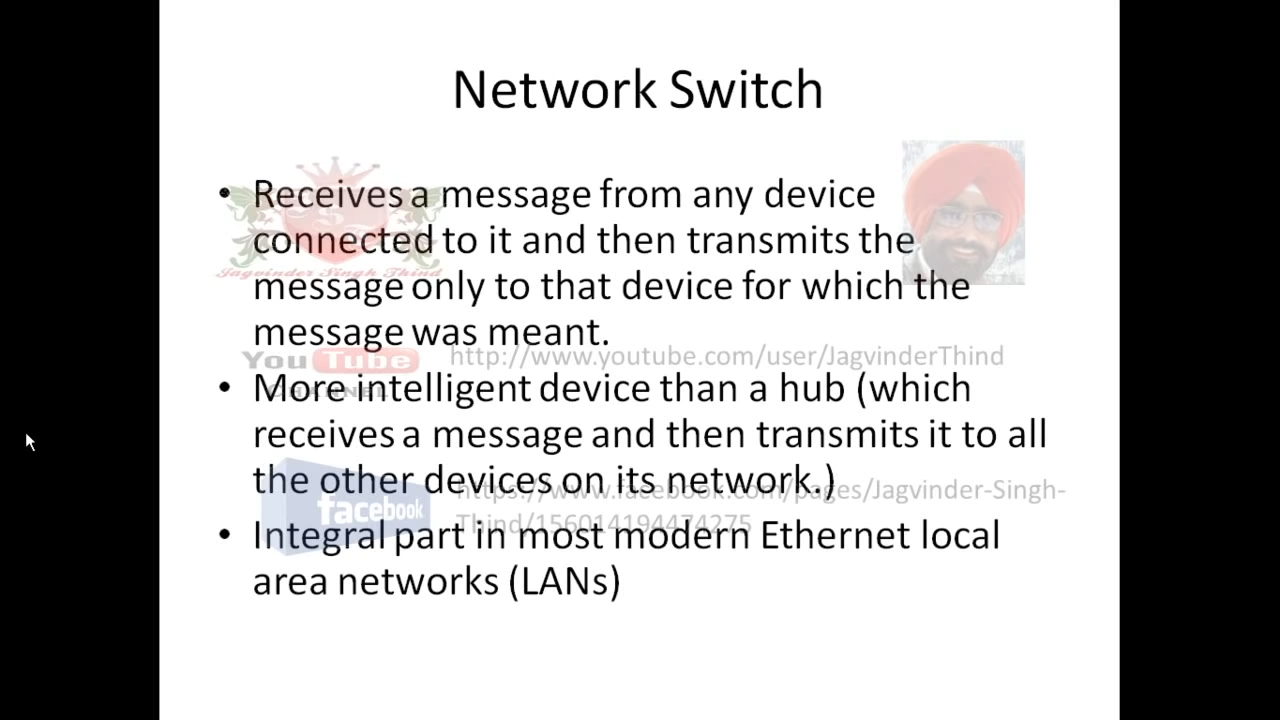 Network Switch
• Receives a message from any device
connected to it and then transmits the
message only to that device for which the
message was meant.
• More intelligent device than a hub (which
receives a message and then transmits it to all
the other devices on its network.)
• Integral part in most modern Ethernet local
area networks (LANs)
Jagvinder Singh Thind
You Tube
CHANNEL
http://www.youtube.com/user/JagvinderThind
facebook
https://www.facebook.com/pages/Jagvinder-Singh-
Thind/156014194474275